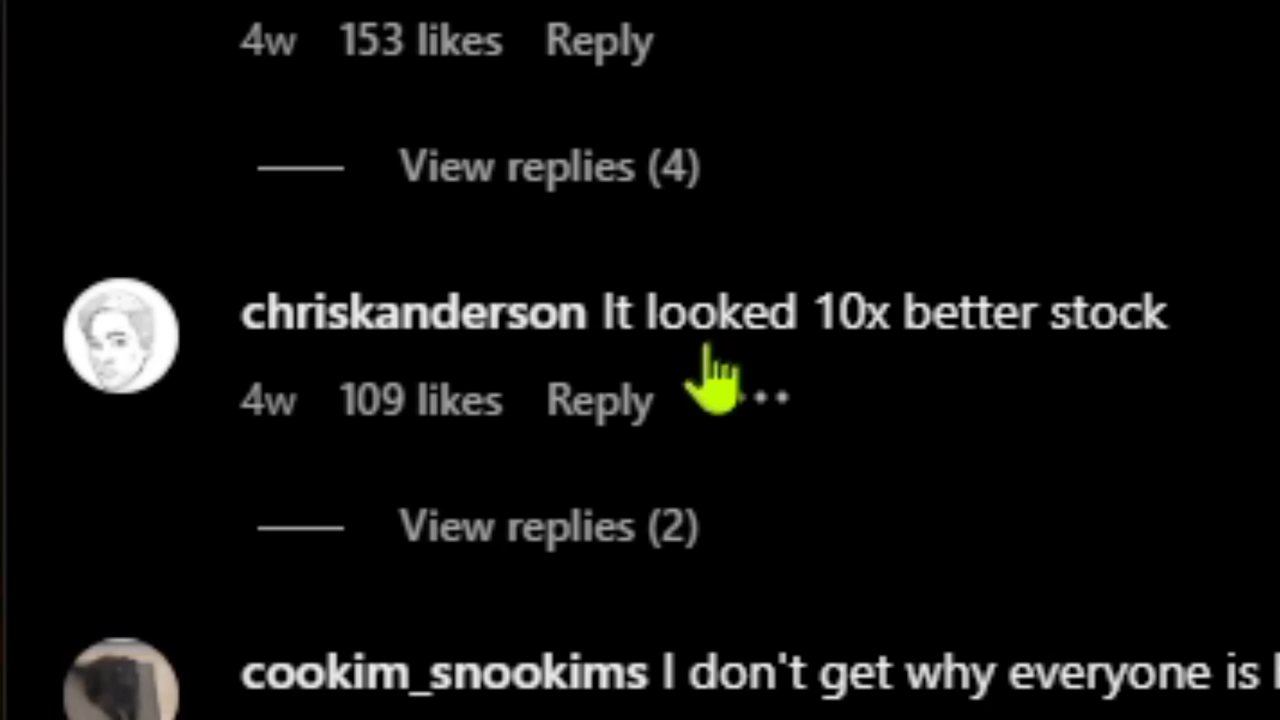 4w 153 likes Reply
View replies (4)
chriskanderson It looked 10x better stock
4w 109 likes Reply
View replies (2)
cookim_snookims I don't get why everyone is